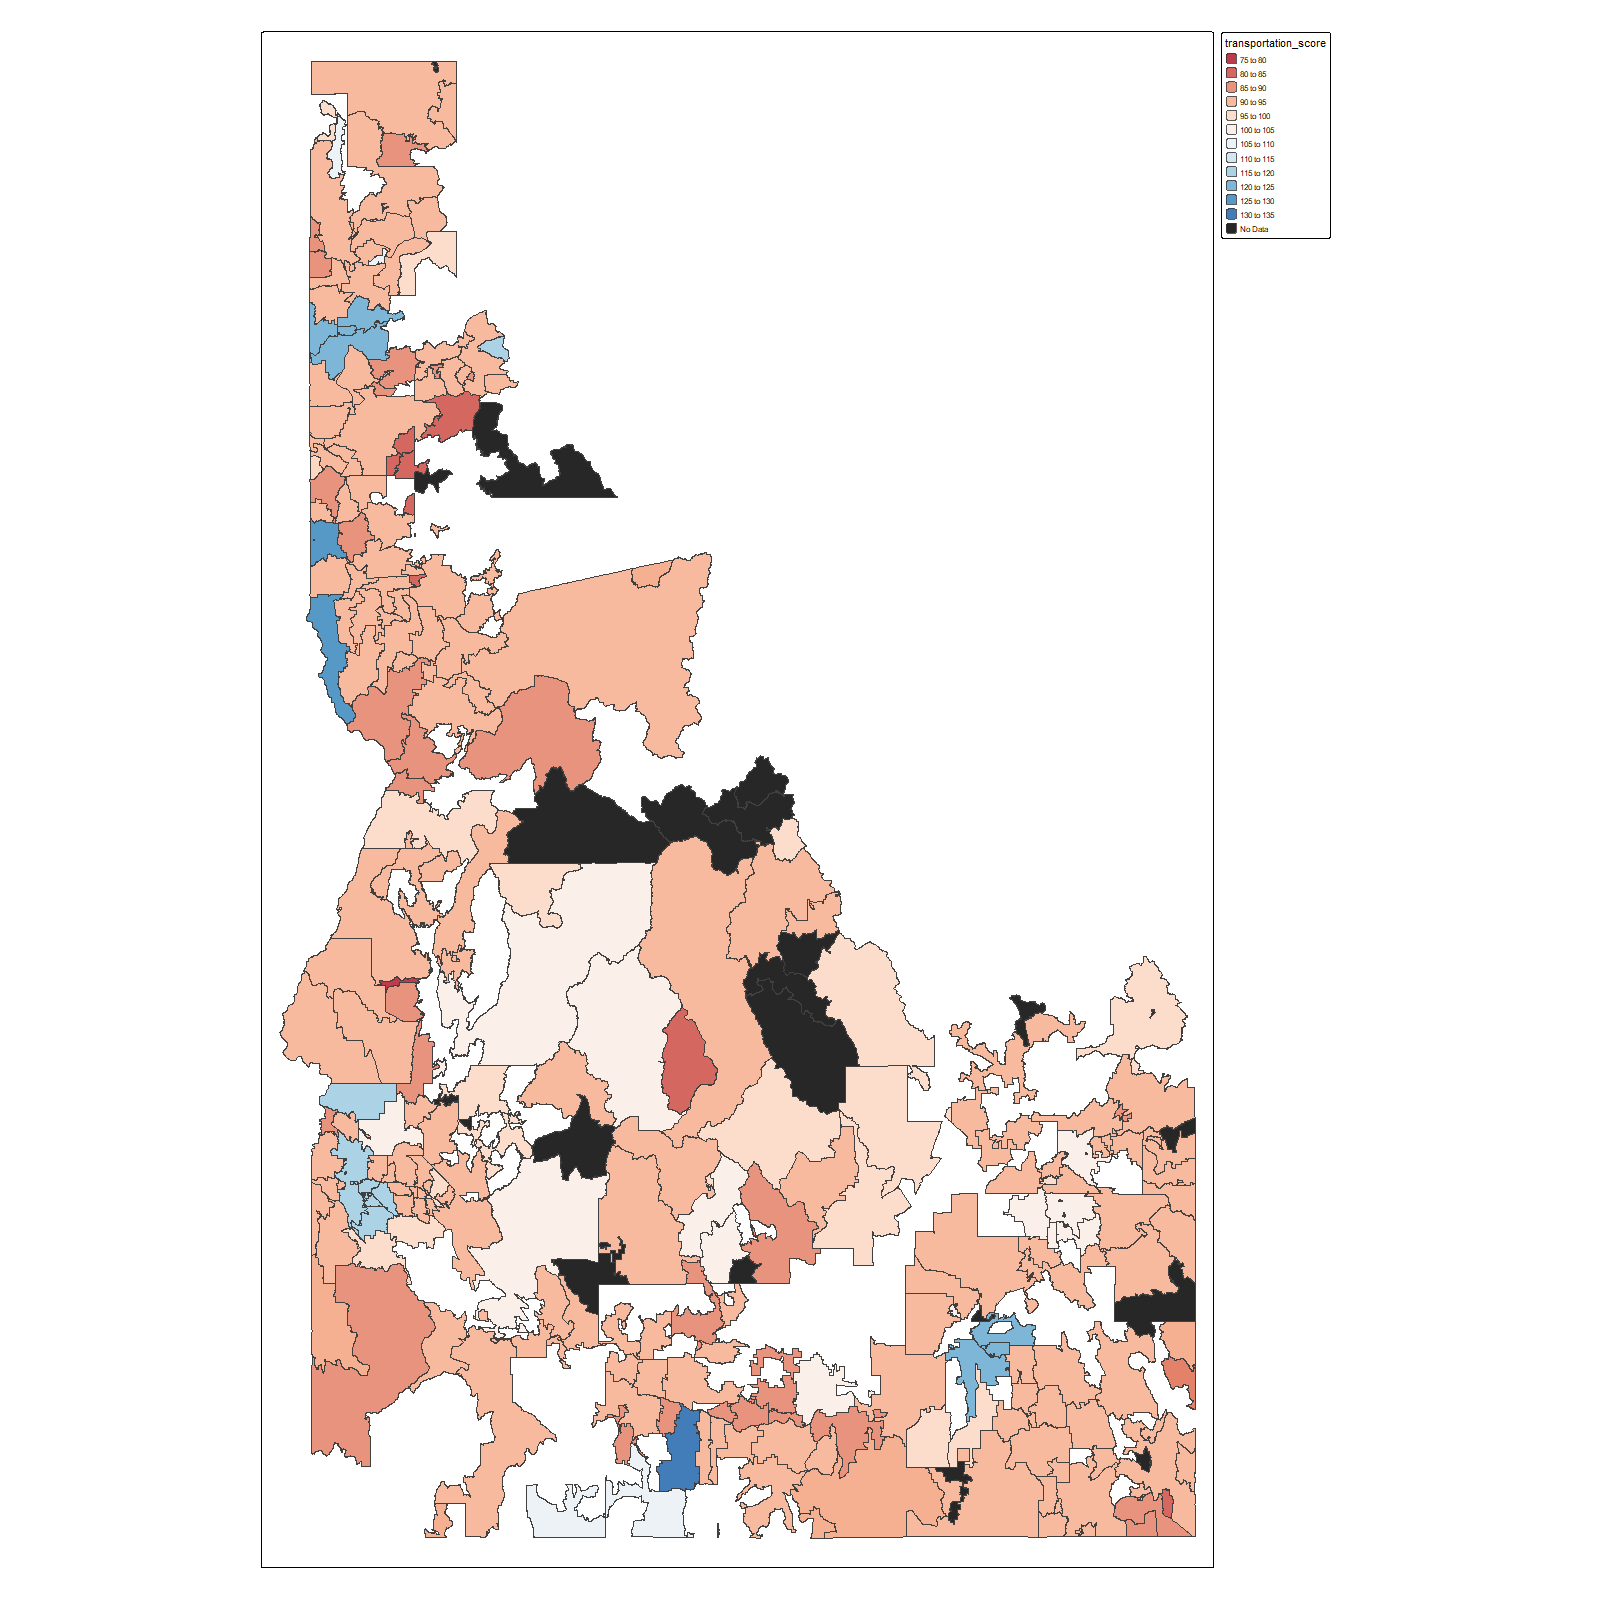 transportation_score
75 to 80
80 to 85
85 to 90
90 to 95
95 to 100
100 to 105
105 to 110
110 to 115
115 to 120
120 to 125
125 to 130
130 to 135
No Data